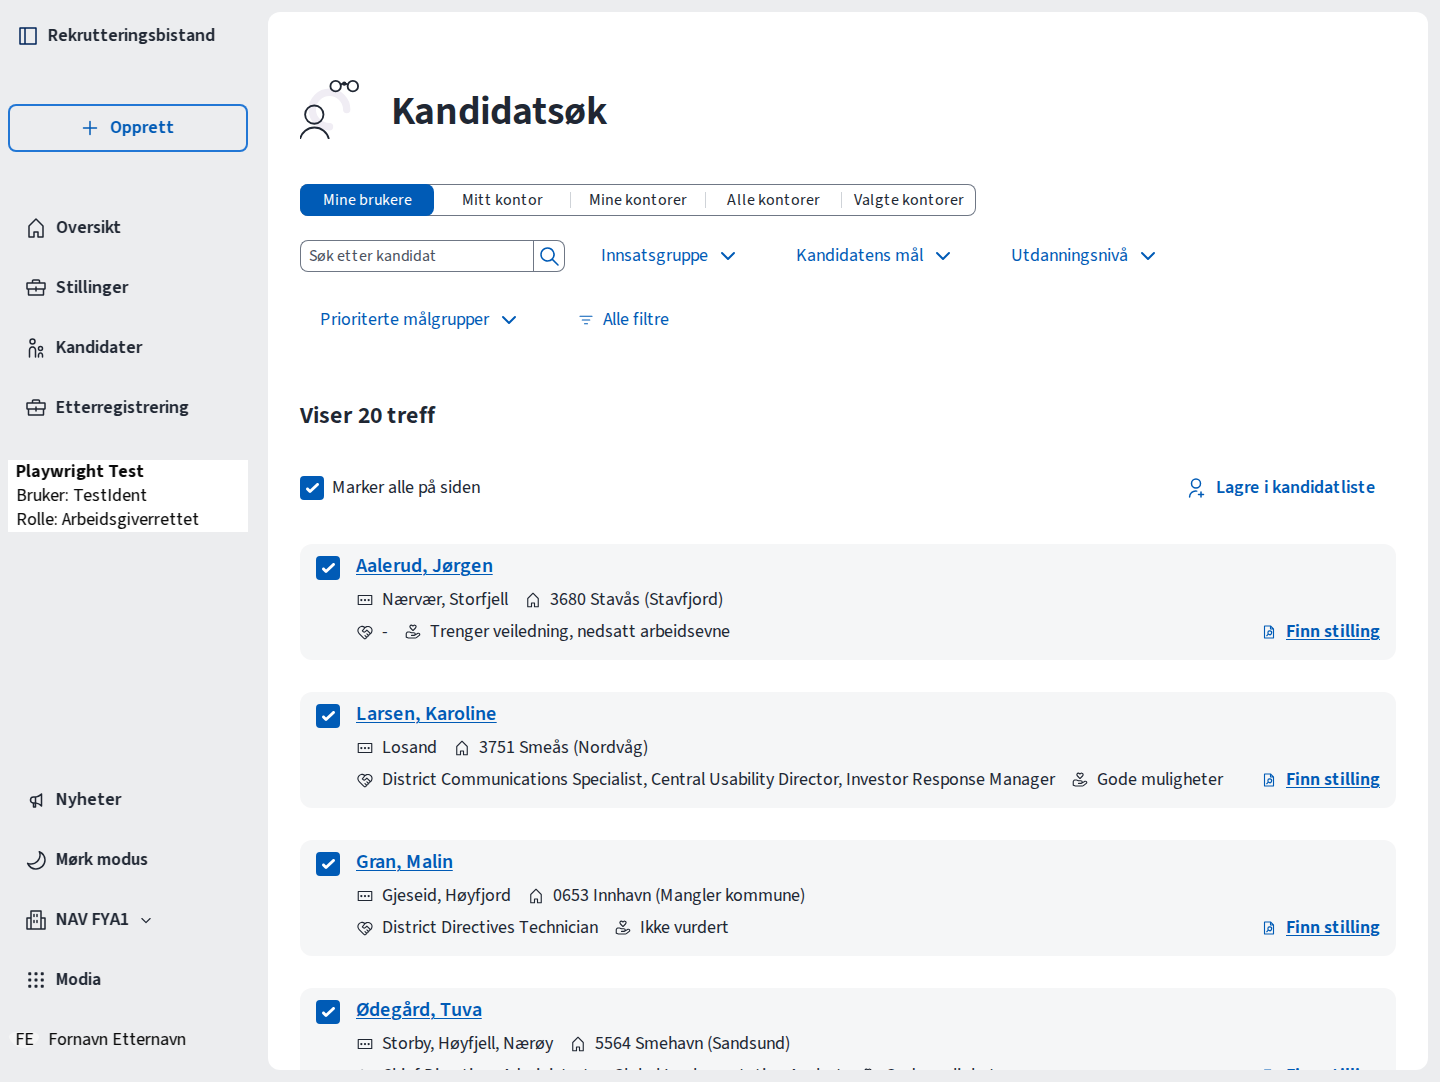 Rekrutteringsbistand
Opprett
Oversikt
Stillinger
Kandidater
Etterregistrering
Playwright Test
Bruker: TestIdent
Rolle: Arbeidsgiverrettet
Nyheter
Mørk modus
NAV FYA1
Modia
FE Fornavn Etternavn
Kandidatsøk
Mine brukere Mitt kontor Mine kontorer Alle kontorer Valgte kontorer
Søk etter kandidat Innsatsgruppe Kandidatens mål Utdanningsnivå
Prioriterte målgrupper Alle filtre
Viser 20 treff
Marker alle på siden Lagre i kandidatliste
Aalerud, Jørgen
Nærvær, Storfjell 3680 Stavås (Stavfjord)
- Trenger veiledning, nedsatt arbeidsevne Finn stilling
Larsen, Karoline
Losand 3751 Smeås (Nordvåg)
District Communications Specialist, Central Usability Director, Investor Response Manager Gode muligheter Finn stilling
Gran, Malin
Gjeseid, Høyfjord 0653 Innhavn (Mangler kommune)
District Directives Technician Ikke vurdert Finn stilling
Ødegård, Tuva
Storby, Høyfjell, Nærøy 5564 Smehavn (Sandsund)